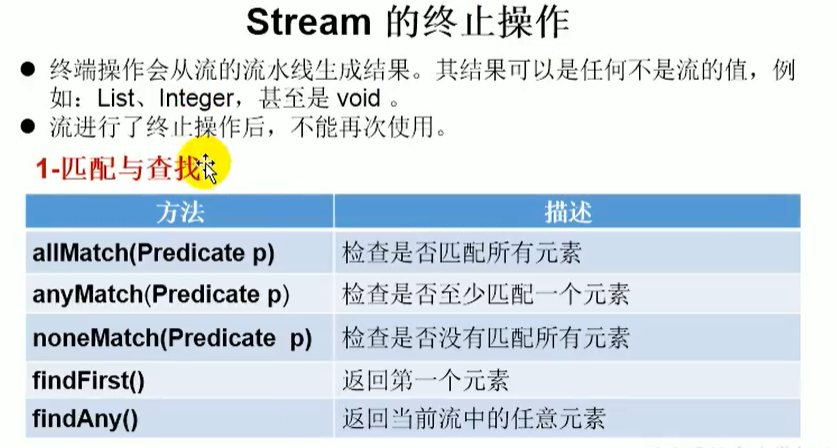 Stream 的终止操作
● 终端操作会从流的流水线生成结果。其结果可以是任何不是流的值，例
如：List、Integer，甚至是 void 。
● 流进行了终止操作后，不能再次使用。
1-匹配与查找
方法 描述
allMatch(Predicate p) 检查是否匹配所有元素
anyMatch(Predicate p) 检查是否至少匹配一个元素
noneMatch(Predicate  p) 检查是否没有匹配所有元素
findFirst() 返回第一个元素
findAny() 返回当前流中的任意元素